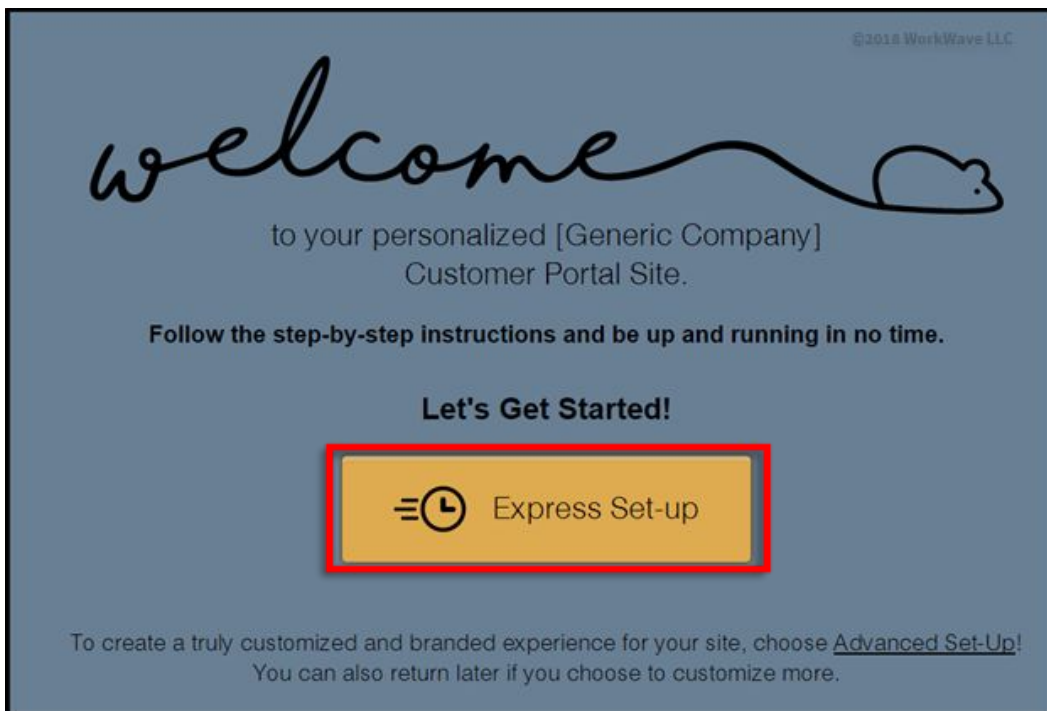 ©2018 WorkWave LLC
welcome
to your personalized [Generic Company]
Customer Portal Site.
Follow the step-by-step instructions and be up and running in no time.
Let's Get Started!
Express Set-up
To create a truly customized and branded experience for your site, choose Advanced Set-Up!
You can also return later if you choose to customize more.